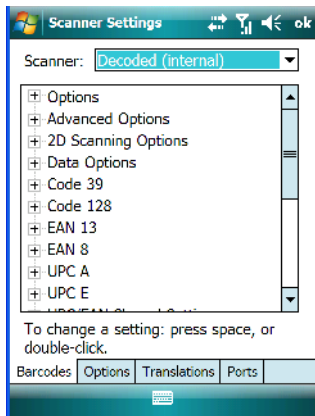 Scanner Settings ok
Scanner: Decoded (internal)
Options
Advanced Options
2D Scanning Options
Data Options
Code 39
Code 128
EAN 13
EAN 8
UPC A
UPC E
To change a setting: press space, or
double-click.
Barcodes Options Translations Ports